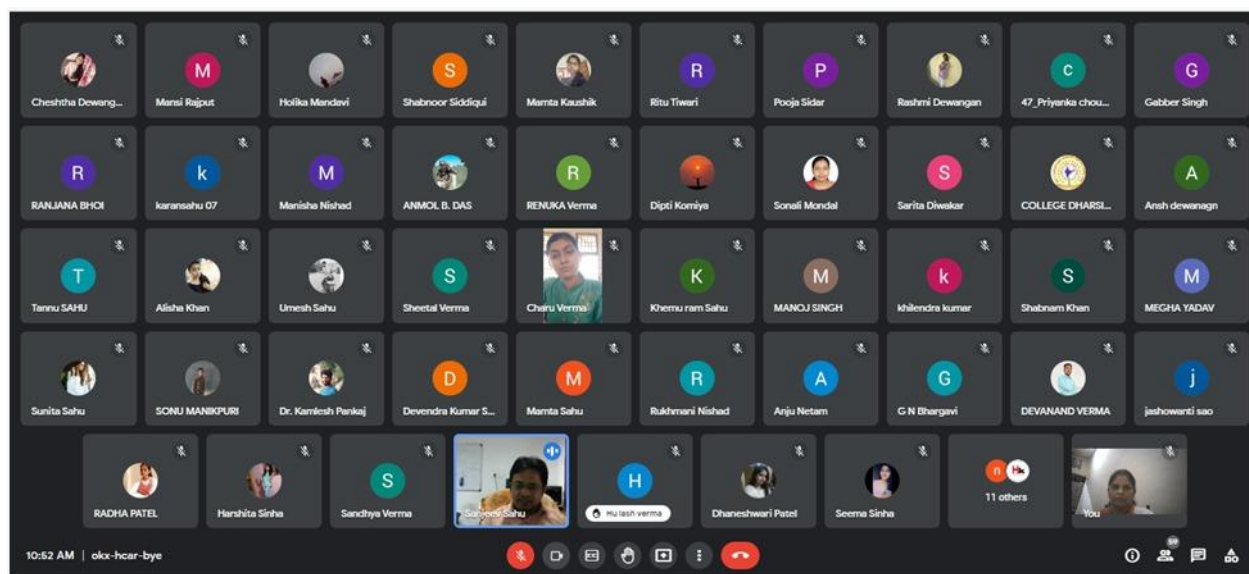 M
S
R
P
c
G
Cheshtha Dewang...
Mansi Rajput
Holika Mandavi
Shabnoor Siddiqui
Mamta Kaushik
Ritu Tiwari
Pooja Sidar
Rashmi Dewangan
47_Priyanka chou...
Gabber Singh
R
k
M
R
S
A
RANJANA BHOI
karansahu 07
Manisha Nishad
ANMOL B. DAS
RENUKA Verma
Dipti Komiya
Sonali Mondal
Sarita Diwakar
COLLEGE DHARSI...
Ansh dewanagn
T
S
K
M
k
S
M
Tannu SAHU
Alisha Khan
Umesh Sahu
Sheetal Verma
Charu Verma
Khemu ram Sahu
MANOJ SINGH
khilendra kumar
Shabnam Khan
MEGHA YADAV
D
M
R
A
G
j
Sunita Sahu
SONU MANIKPURI
Dr. Kamlesh Pankaj
Devendra Kumar S...
Mamta Sahu
Rukhmani Nishad
Anju Netam
G N Bhargavi
DEVANAND VERMA
jashowanti sao
S
H
n
Hk
RADHA PATEL
Harshita Sinha
Sandhya Verma
Sanjeev Sahu
Hu lash verma
Dhaneshwari Patel
Seema Sinha
11 others
You
10:52 AM | okx-hcar-bye
59